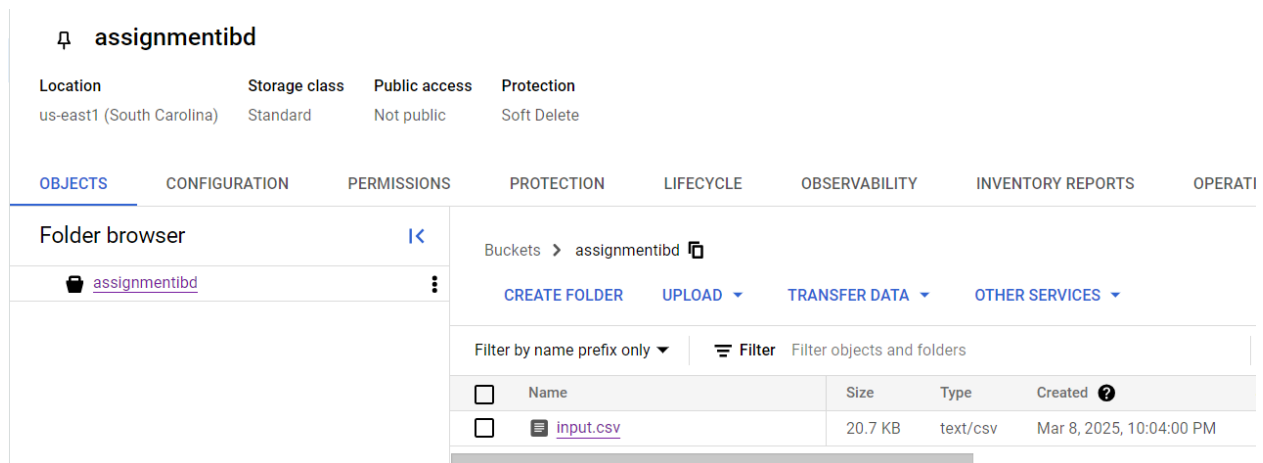 assignmentibd
Location Storage class Public access Protection
us-east1 (South Carolina) Standard Not public Soft Delete
OBJECTS CONFIGURATION PERMISSIONS PROTECTION LIFECYCLE OBSERVABILITY INVENTORY REPORTS OPERATI
Folder browser
assignmentibd
Buckets > assignmentibd
CREATE FOLDER UPLOAD TRANSFER DATA OTHER SERVICES
Filter by name prefix only Filter Filter objects and folders
Name Size Type Created ?
input.csv 20.7 KB text/csv Mar 8, 2025, 10:04:00 PM